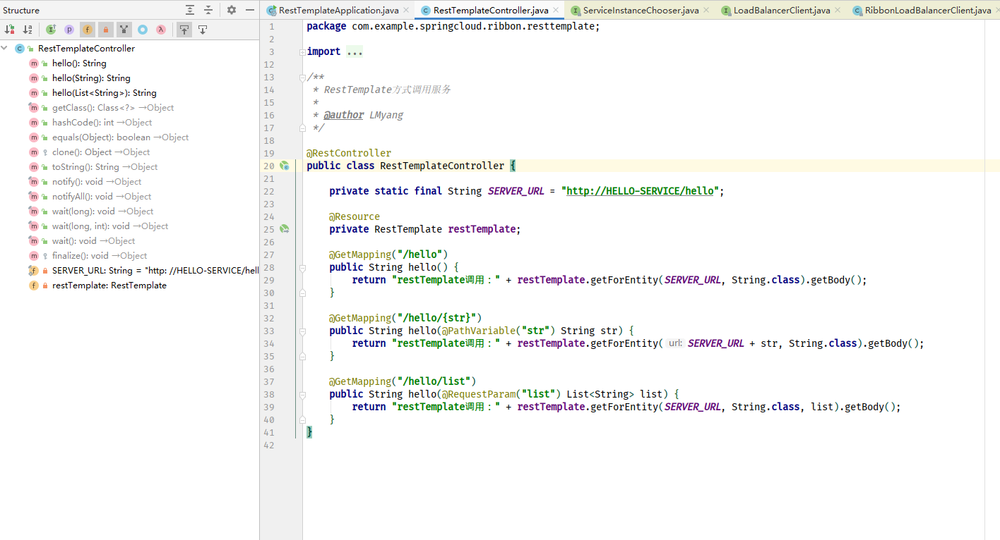 Structure
RestTemplateController
hello(): String
hello(String): String
hello(List<String>): String
getClass(): Class<?> →Object
hashCode(): int →Object
equals(Object): boolean →Object
clone(): Object →Object
toString(): String →Object
notify(): void →Object
notifyAll(): void →Object
wait(long): void →Object
wait(long, int): void →Object
wait(): void →Object
finalize(): void →Object
SERVER_URL: String = "http: //HELLO-SERVICE/hell
restTemplate: RestTemplate
RestTemplateApplication.java RestTemplateController.java ServiceInstanceChooser.java LoadBalancerClient.java RibbonLoadBalancerClient.java
1 package com.example.springcloud.ribbon.resttemplate;
2
3 import ...
12
13 /**
14  * RestTemplate方式调用服务
15  *
16  * @author LMyang
17  */
18
19 @RestController
20 public class RestTemplateController {
21
22     private static final String SERVER_URL = "http://HELLO-SERVICE/hello";
23
24     @Resource
25     private RestTemplate restTemplate;
26
27     @GetMapping("/hello")
28     public String hello() {
29         return "restTemplate调用：" + restTemplate.getForEntity(SERVER_URL, String.class).getBody();
30     }
31
32     @GetMapping("/hello/{str}")
33     public String hello(@PathVariable("str") String str) {
34         return "restTemplate调用：" + restTemplate.getForEntity( url: SERVER_URL + str, String.class).getBody();
35     }
36
37     @GetMapping("/hello/list")
38     public String hello(@RequestParam("list") List<String> list) {
39         return "restTemplate调用：" + restTemplate.getForEntity(SERVER_URL, String.class, list).getBody();
40     }
41 }
42